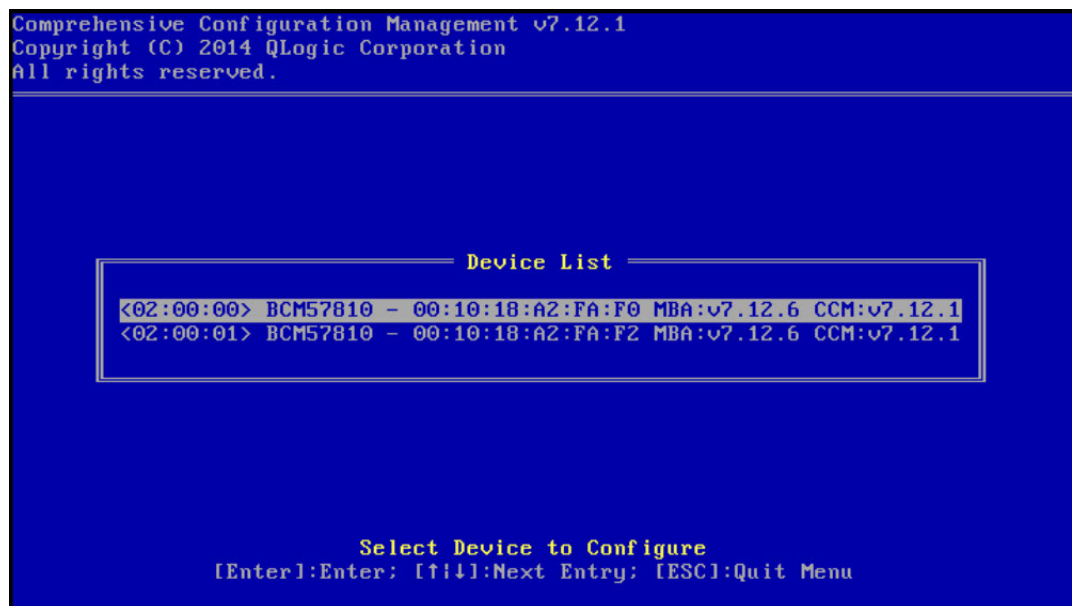 Comprehensive Configuration Management v7.12.1
Copyright (C) 2014 QLogic Corporation
All rights reserved.
Device List
<02:00:00> BCM57810 - 00:10:18:A2:FA:F0 MBA:v7.12.6 CCM:v7.12.1
<02:00:01> BCM57810 - 00:10:18:A2:FA:F2 MBA:v7.12.6 CCM:v7.12.1
Select Device to Configure
[Enter]:Enter; [↑¦↓]:Next Entry; [ESC]:Quit Menu